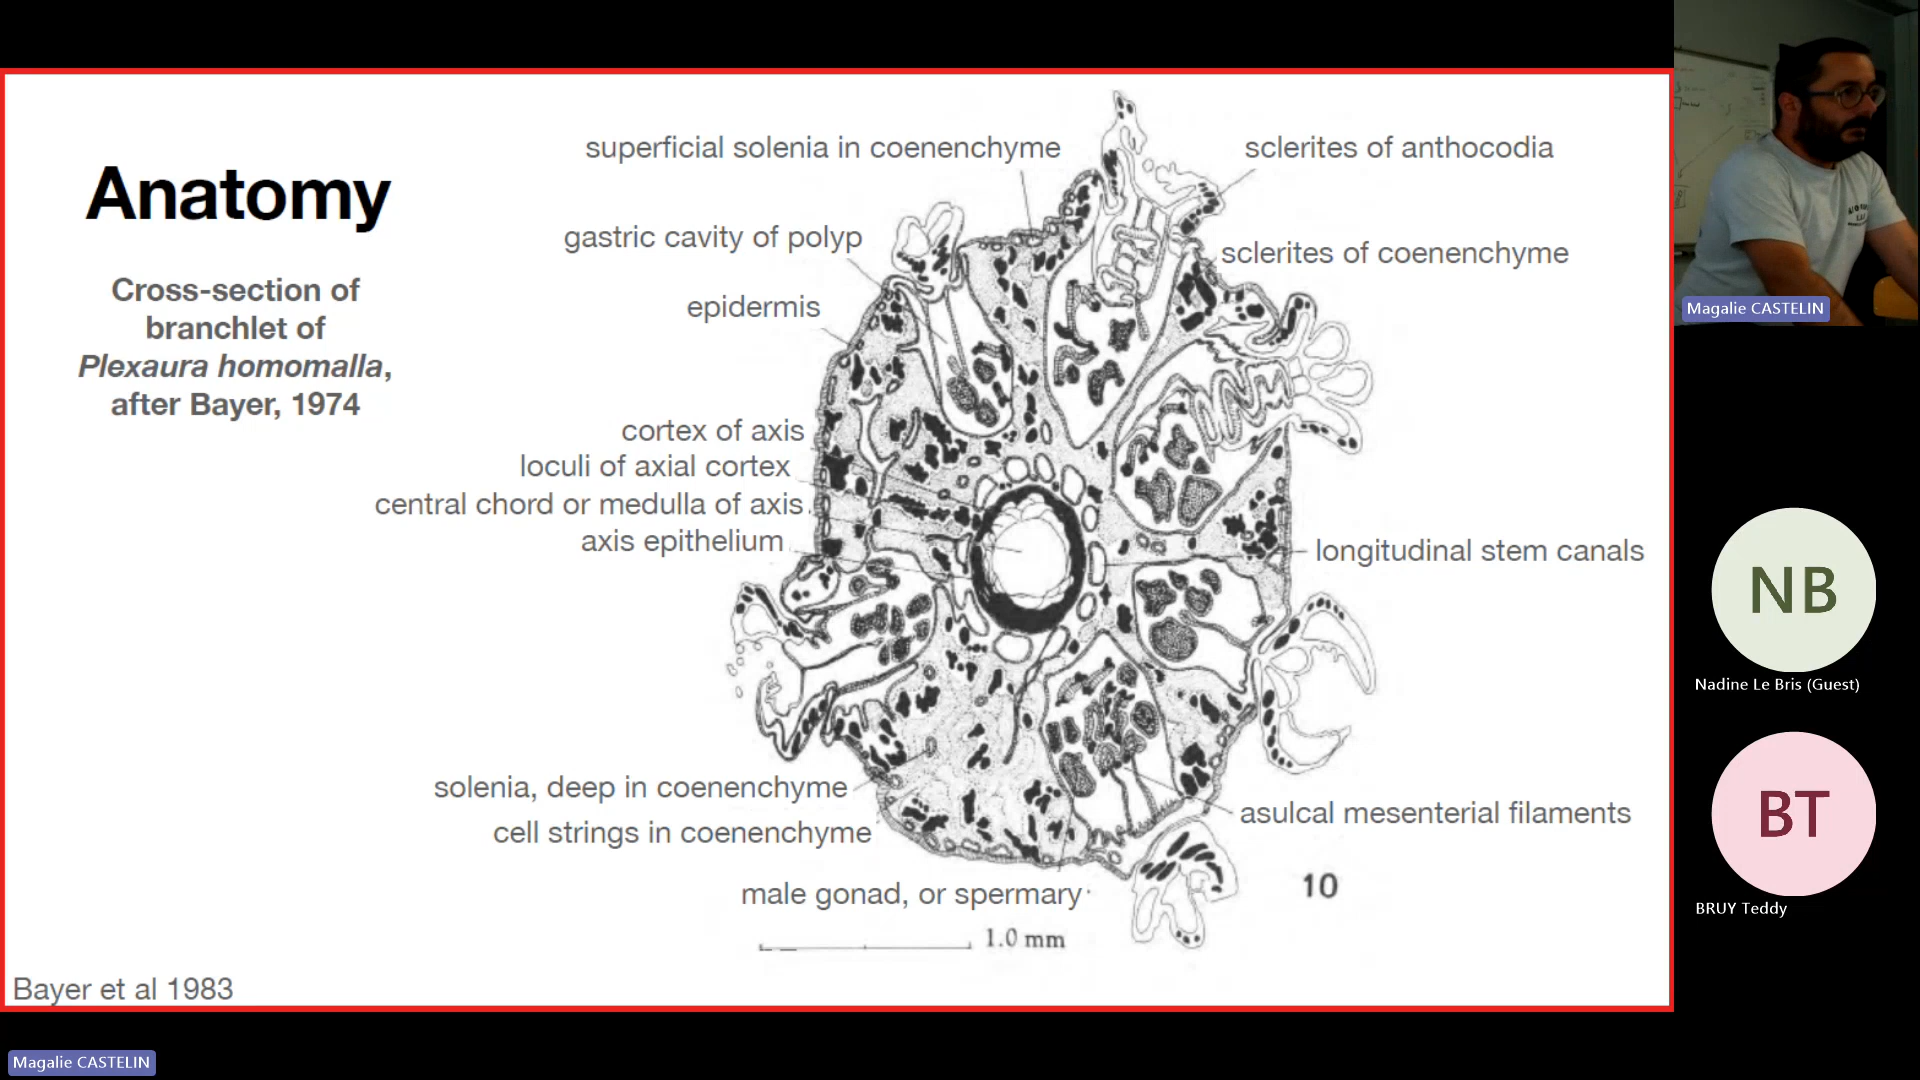 Anatomy
Cross-section of
branchlet of
Plexaura homomalla,
after Bayer, 1974
superficial solenia in coenenchyme
sclerites of anthocodia
gastric cavity of polyp
sclerites of coenenchyme
epidermis
cortex of axis
loculi of axial cortex
central chord or medulla of axis
axis epithelium
longitudinal stem canals
solenia, deep in coenenchyme
cell strings in coenenchyme
asulcal mesenterial filaments
male gonad, or spermary
10
1.0 mm
Bayer et al 1983
Magalie CASTELIN
Magalie CASTELIN
NB
Nadine Le Bris (Guest)
BT
BRUY Teddy